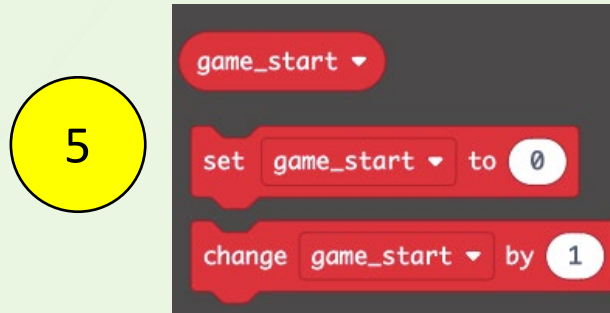 game_start
5
set game_start to 0
change game_start by 1